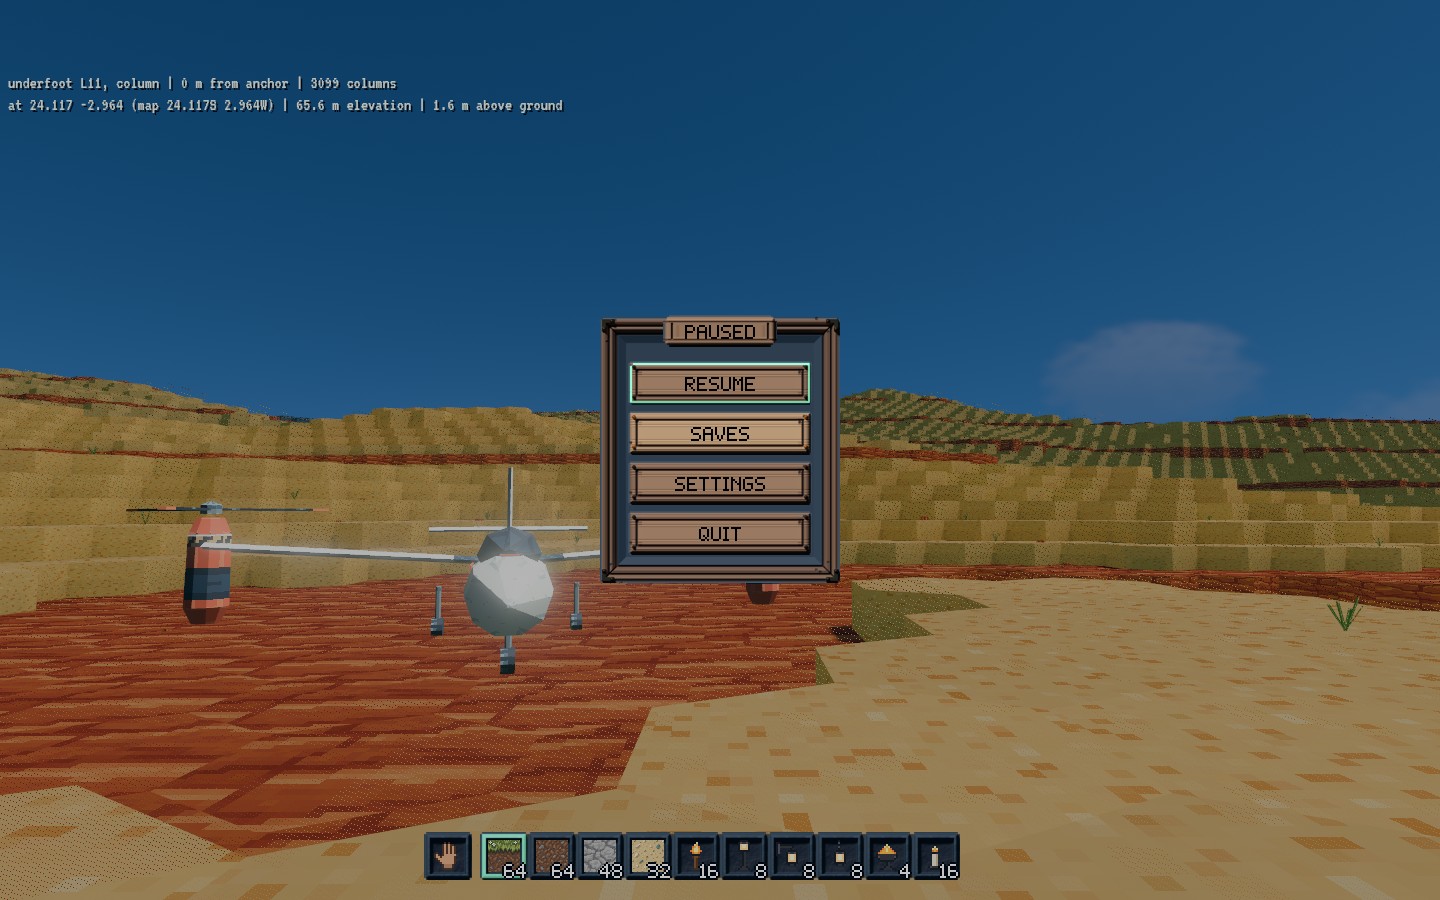 underfoot L11, column | 0 m from anchor | 3099 columns
at 24.117 -2.964 (map 24.117S 2.964W) | 65.6 m elevation | 1.6 m above ground
PAUSED
RESUME
SAVES
SETTINGS
QUIT
64 64 48 32 16 8 8 8 4 16